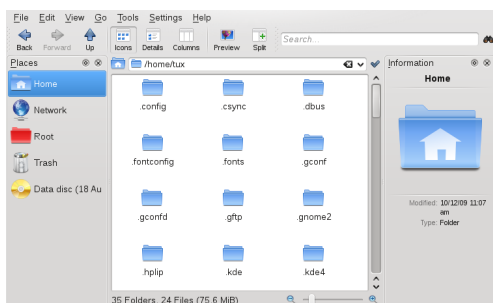 File Edit View Go Tools Settings Help
Back Forward Up Icons Details Columns Preview Split Search...
Places
Home
Network
Root
Trash
Data disc (18 Au
/home/tux
.config .csync .dbus
.fontconfig .fonts .gconf
.gconfd .gftp .gnome2
.hplip .kde .kde4
35 Folders, 24 Files (75.6 MiB)
Information
Home
Modified: 10/12/09 11:07
am
Type: Folder